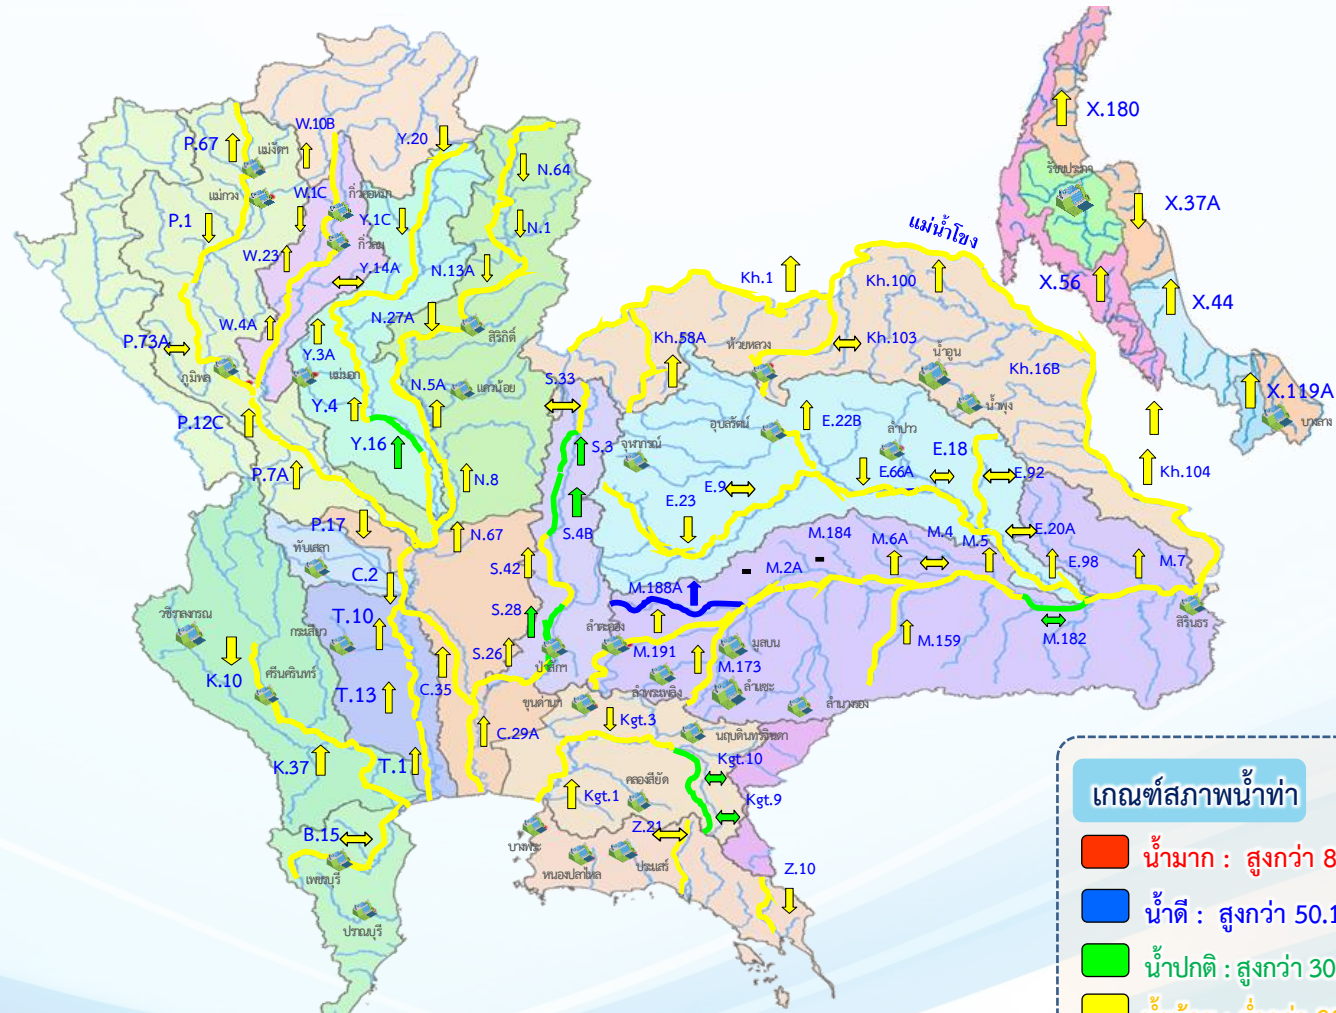 P.67
แม่งัดฯ
W.10B
Y.20
N.64
แม่กวง
P.1
W.1C
กิ่วคอหมา
Y.1C
N.1
W.23
กิ่วลม
Y.14A
N.13A
W.4A
N.27A
สิริกิติ์
P.73A
ภูมิพล
Y.3A
แม่มอก
N.5A
แควน้อย
Y.4
P.12C
Y.16
P.7A
N.8
P.17
N.67
ทับเสลา
C.2
วชิราลงกรณ
กระเสียว
T.10
ศรีนครินทร์
K.10
T.13
C.35
K.37
T.1
C.29A
B.15
เพชรบุรี
ปราณบุรี
แม่น้ำโขง
Kh.1
Kh.100
Kh.58A
ห้วยหลวง
Kh.103
น้ำอูน
Kh.16B
น้ำพุง
Kh.104
S.33
S.3
จุฬาภรณ์
อุบลรัตน์
E.22B
ลำปาว
E.18
E.9
E.66A
E.92
E.23
S.4B
S.42
M.184
M.6A
M.4
M.5
E.20A
M.2A
E.98
M.7
M.188A
S.28
ลำตะคอง
M.191
มูลบน
M.159
M.182
สิรินธร
S.26
ป่าสักฯ
M.173
ลำพระเพลิง
ลำแชะ
ลำนางรอง
ขุนด่านฯ
Kgt.3
นฤบดินทรจินดา
Kgt.10
คลองสียัด
Kgt.1
Kgt.9
บางพระ
Z.21
หนองปลาไหล
ประแสร์
Z.10
X.180
รัชชประภา
X.37A
X.56
X.44
X.119A
บางลาง
เกณฑ์สภาพน้ำท่า
น้ำมาก : สูงกว่า 8
น้ำดี : สูงกว่า 50.1
น้ำปกติ : สูงกว่า 30